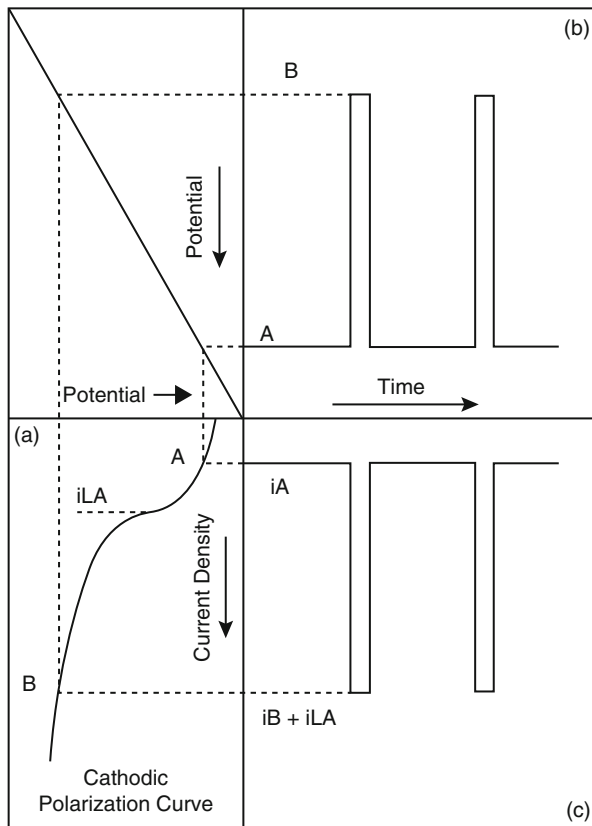 (b)
B
Potential
A
Potential
Time
(a)
A
iA
iLA
Current Density
B
iB + iLA
Cathodic
Polarization Curve
(c)